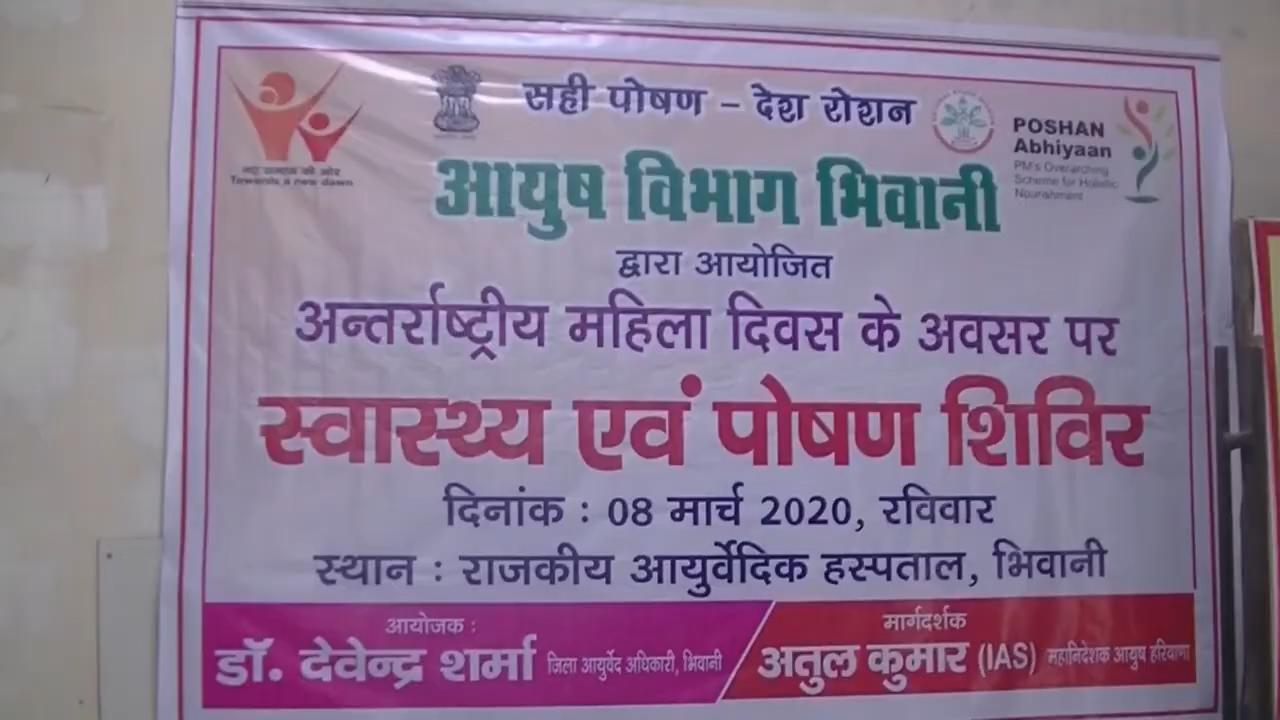 सही पोषण – देश रोशन
Towards a new dawn
POSHAN
Abhiyaan
PM's Overarching
Scheme for Holistic
Nourishment
आयुष विभाग भिवानी
द्वारा आयोजित
अन्तर्राष्ट्रीय महिला दिवस के अवसर पर
स्वास्थ्य एवं पोषण शिविर
दिनांक : 08 मार्च 2020, रविवार
स्थान : राजकीय आयुर्वेदिक हस्पताल, भिवानी
आयोजक :
डॉ. देवेन्द्र शर्मा जिला आयुर्वेद अधिकारी, भिवानी
मार्गदर्शक
अतुल कुमार (IAS) महानिदेशक आयुष हरियाणा